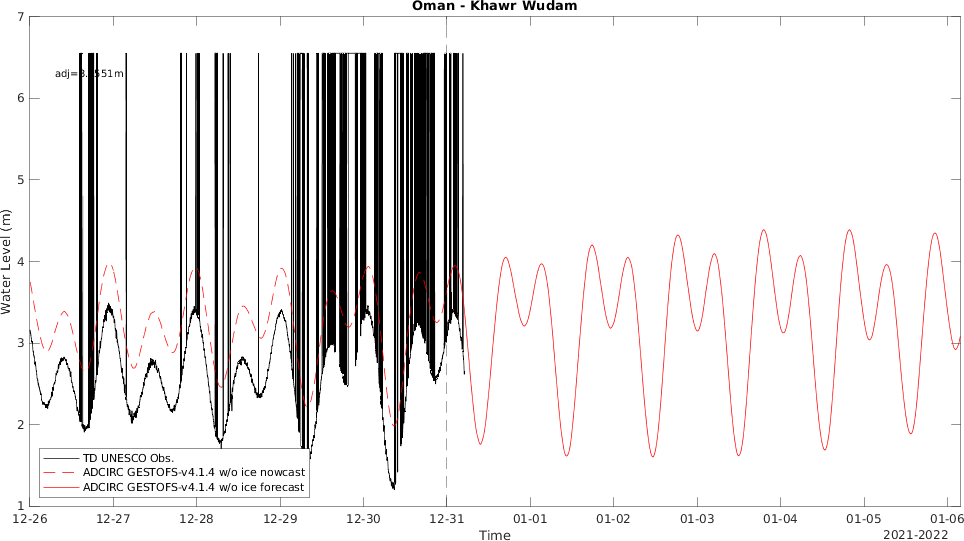 Oman - Khawr Wudam
7
6
5
4
3
2
1
Water Level (m)
TD UNESCO Obs.
ADCIRC GESTOFS-v4.1.4 w/o ice nowcast
ADCIRC GESTOFS-v4.1.4 w/o ice forecast
12-26 12-27 12-28 12-29 12-30 12-31 01-01 01-02 01-03 01-04 01-05 01-06
Time
2021-2022